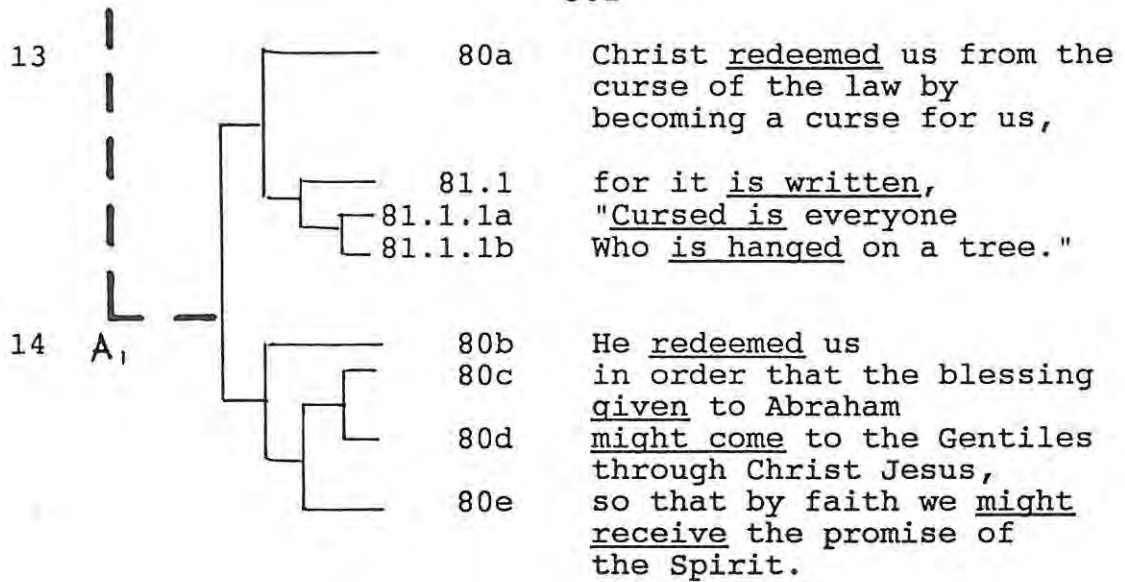 13 80a Christ redeemed us from the
curse of the law by
becoming a curse for us,
81.1 for it is written,
81.1.1a "Cursed is everyone
81.1.1b Who is hanged on a tree."
14 A1 80b He redeemed us
80c in order that the blessing
given to Abraham
80d might come to the Gentiles
through Christ Jesus,
80e so that by faith we might
receive the promise of
the Spirit.